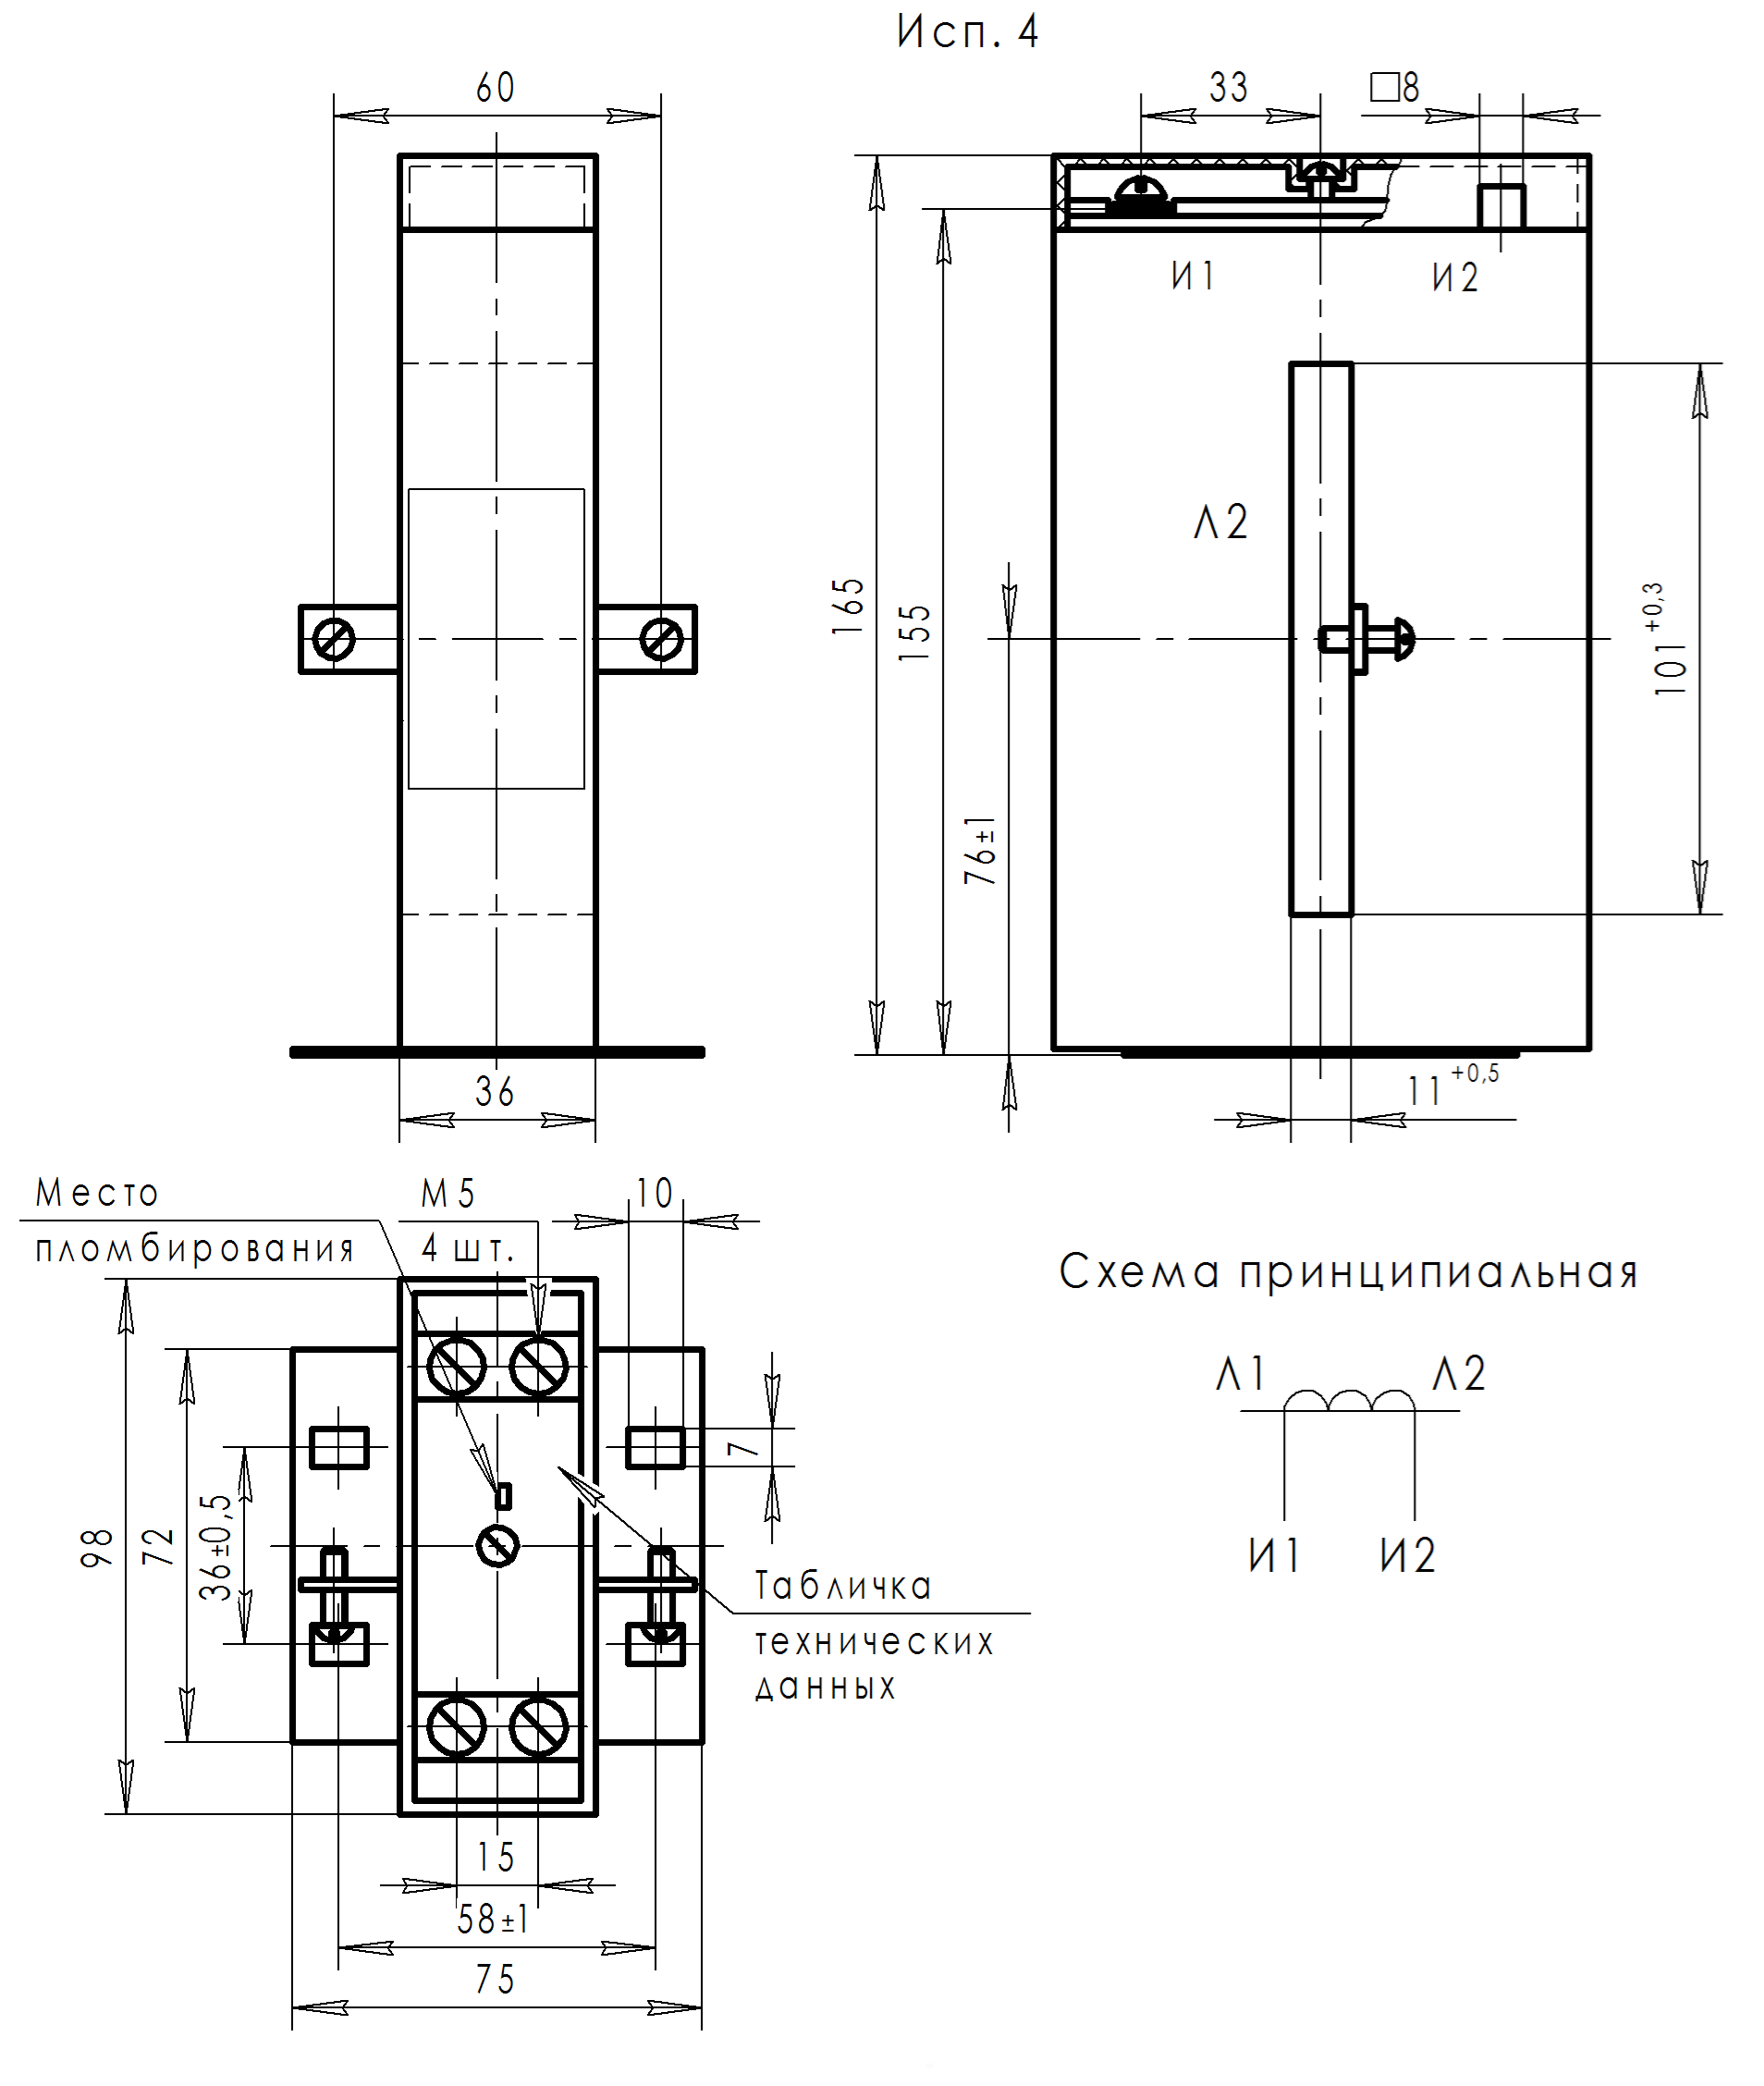 Исп. 4
60
33
□8
И1
И2
Л2
165
155
76±1
101 +0,3
36
11 +0,5
Место
пломбирования
М5
4 шт.
10
7
98
72
36±0,5
Табличка
технических
данных
15
58±1
75
Схема принципиальная
Л1
Л2
И1
И2